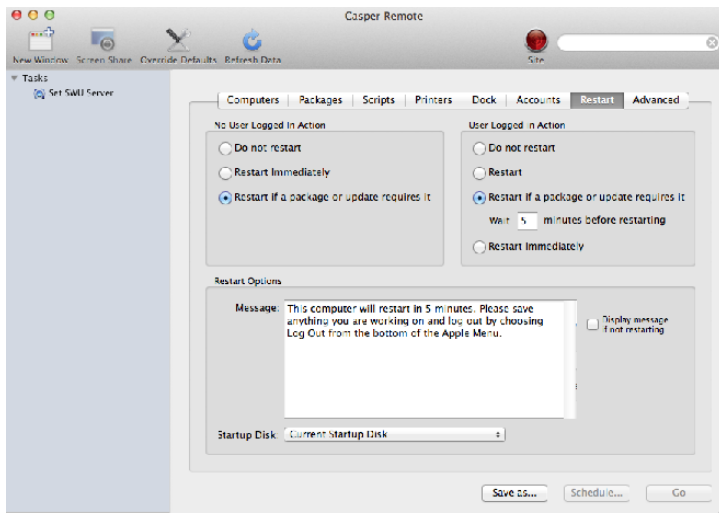 Casper Remote
New Window Screen Share Override Defaults Refresh Data Site
Tasks
Set SWU Server
Computers Packages Scripts Printers Dock Accounts Restart Advanced
No User Logged In Action
Do not restart
Restart Immediately
Restart if a package or update requires it
User Logged In Action
Do not restart
Restart
Restart if a package or update requires it
Wait 5 minutes before restarting
Restart Immediately
Restart Options
Message: This computer will restart in 5 minutes. Please save
anything you are working on and log out by choosing
Log Out from the bottom of the Apple Menu.
Display message
if not restarting
Startup Disk: Current Startup Disk
Save as... Schedule... Go